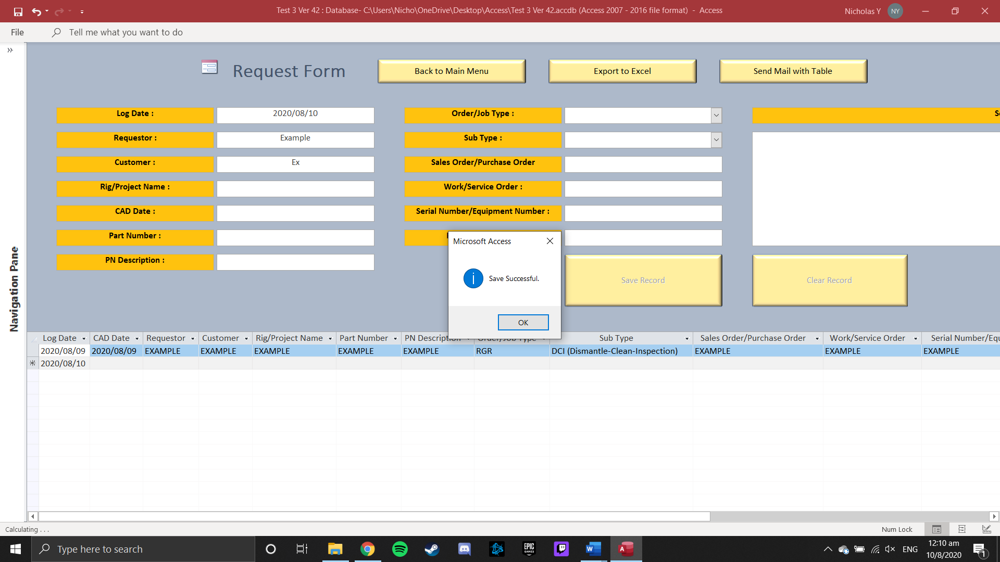 Test 3 Ver 42 : Database- C:\Users\Nicho\OneDrive\Desktop\Access\Test 3 Ver 42.accdb (Access 2007 - 2016 file format) - Access
Nicholas Y NY
File Tell me what you want to do
Request Form
Back to Main Menu
Export to Excel
Send Mail with Table
Log Date : 2020/08/10 Order/Job Type :
Requestor : Example Sub Type :
Customer : Ex Sales Order/Purchase Order
Rig/Project Name : Work/Service Order :
CAD Date : Serial Number/Equipment Number :
Part Number :
PN Description :
Microsoft Access
Save Successful.
OK
Save Record
Clear Record
Navigation Pane
Log Date CAD Date Requestor Customer Rig/Project Name Part Number PN Description Order/Job Type Sub Type Sales Order/Purchase Order Work/Service Order Serial Number/Equ
2020/08/09 2020/08/09 EXAMPLE EXAMPLE EXAMPLE EXAMPLE EXAMPLE RGR DCI (Dismantle-Clean-Inspection) EXAMPLE EXAMPLE EXAMPLE
2020/08/10
Calculating . . . Num Lock
Type here to search
EPIC GAMES
ENG
12:10 am
10/8/2020
1